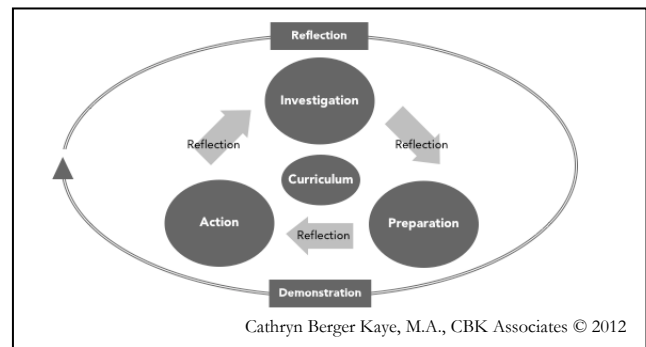 Reflection
Investigation
Reflection
Reflection
Curriculum
Action
Reflection
Preparation
Demonstration
Cathryn Berger Kaye, M.A., CBK Associates © 2012